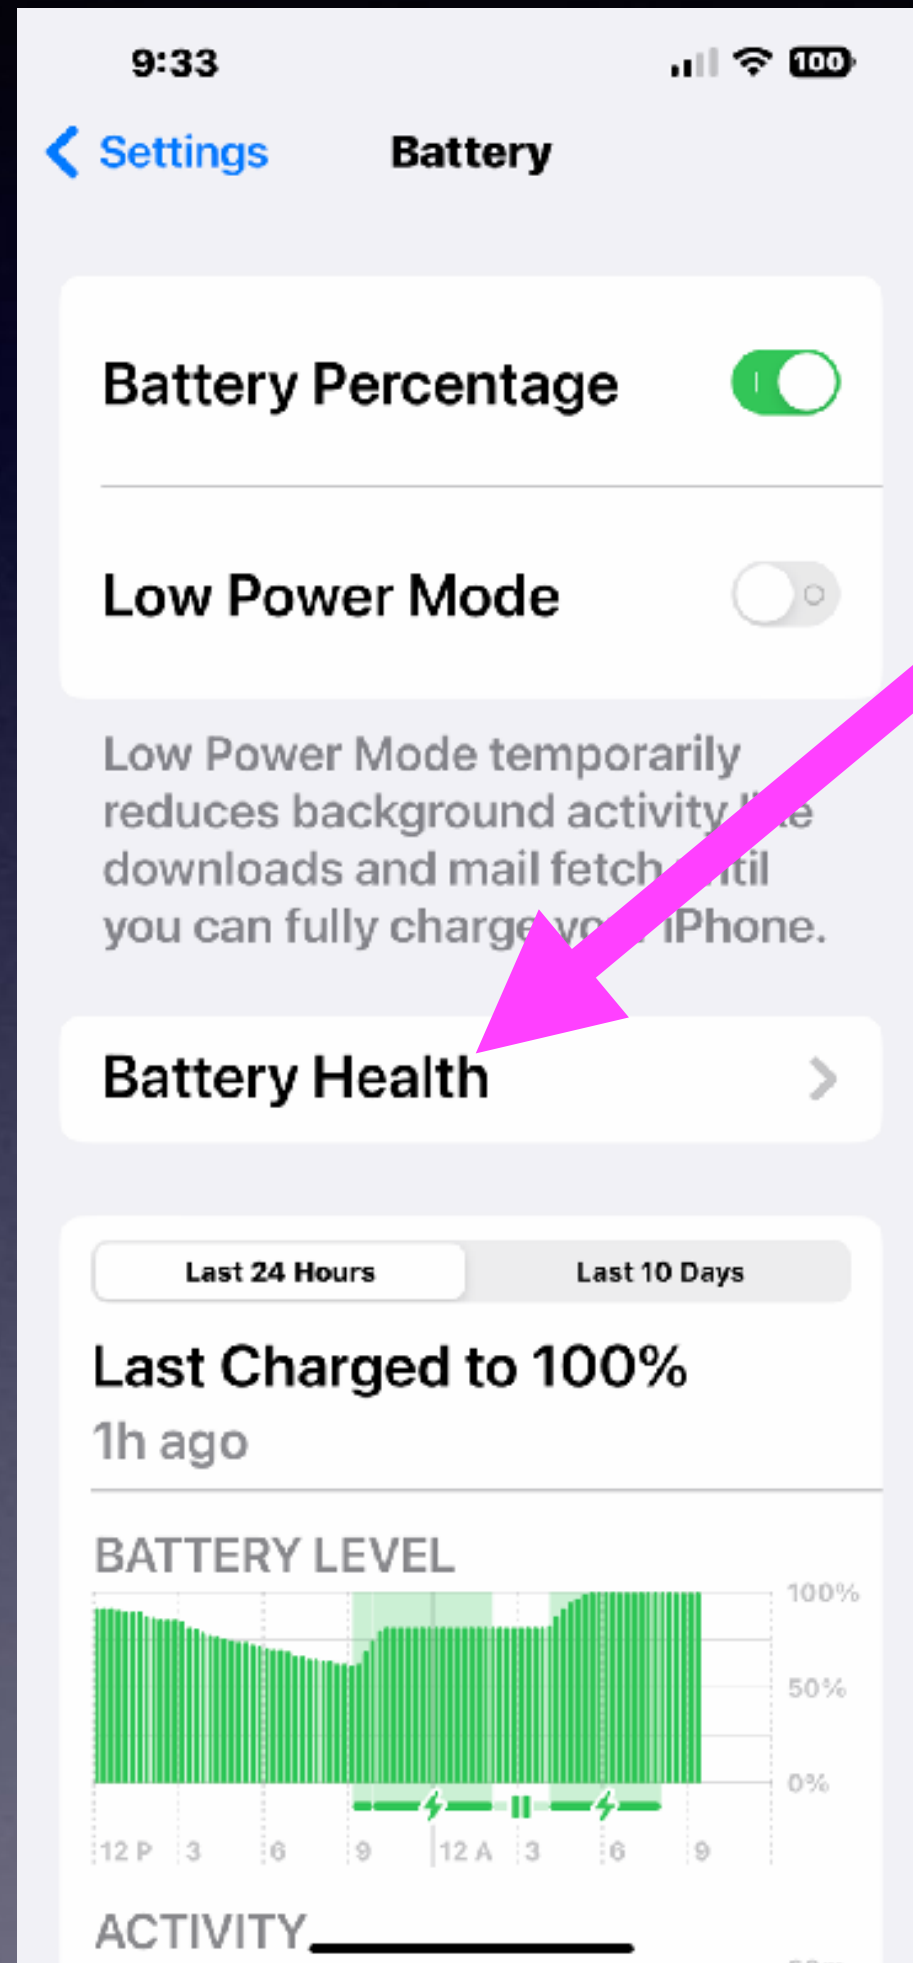 9:33
100
Settings
Battery
Battery Percentage
Low Power Mode
Low Power Mode temporarily
reduces background activity
downloads and mail fetch
you can fully charge iPhone.
Battery Health
Last 24 Hours
Last 10 Days
Last Charged to 100%
1h ago
BATTERY LEVEL
100%
50%
0%
12 P 3 6 9 12 A 3 6 9
ACTIVITY